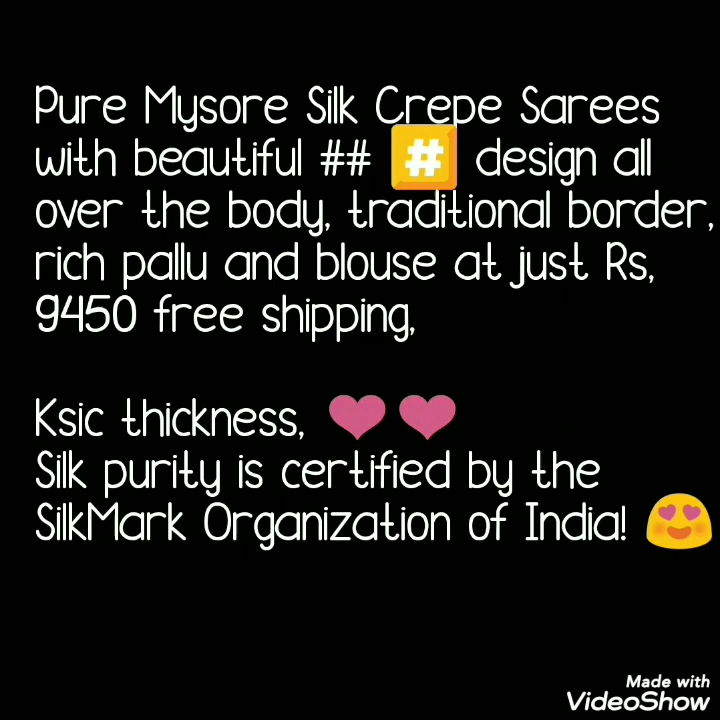 Pure Mysore Silk Crepe Sarees
with beautiful ## #️⃣ design all
over the body, traditional border,
rich pallu and blouse at just Rs,
9450 free shipping,
Ksic thickness, ❤❤
Silk purity is certified by the
SilkMark Organization of India! 😍
Made with
VideoShow